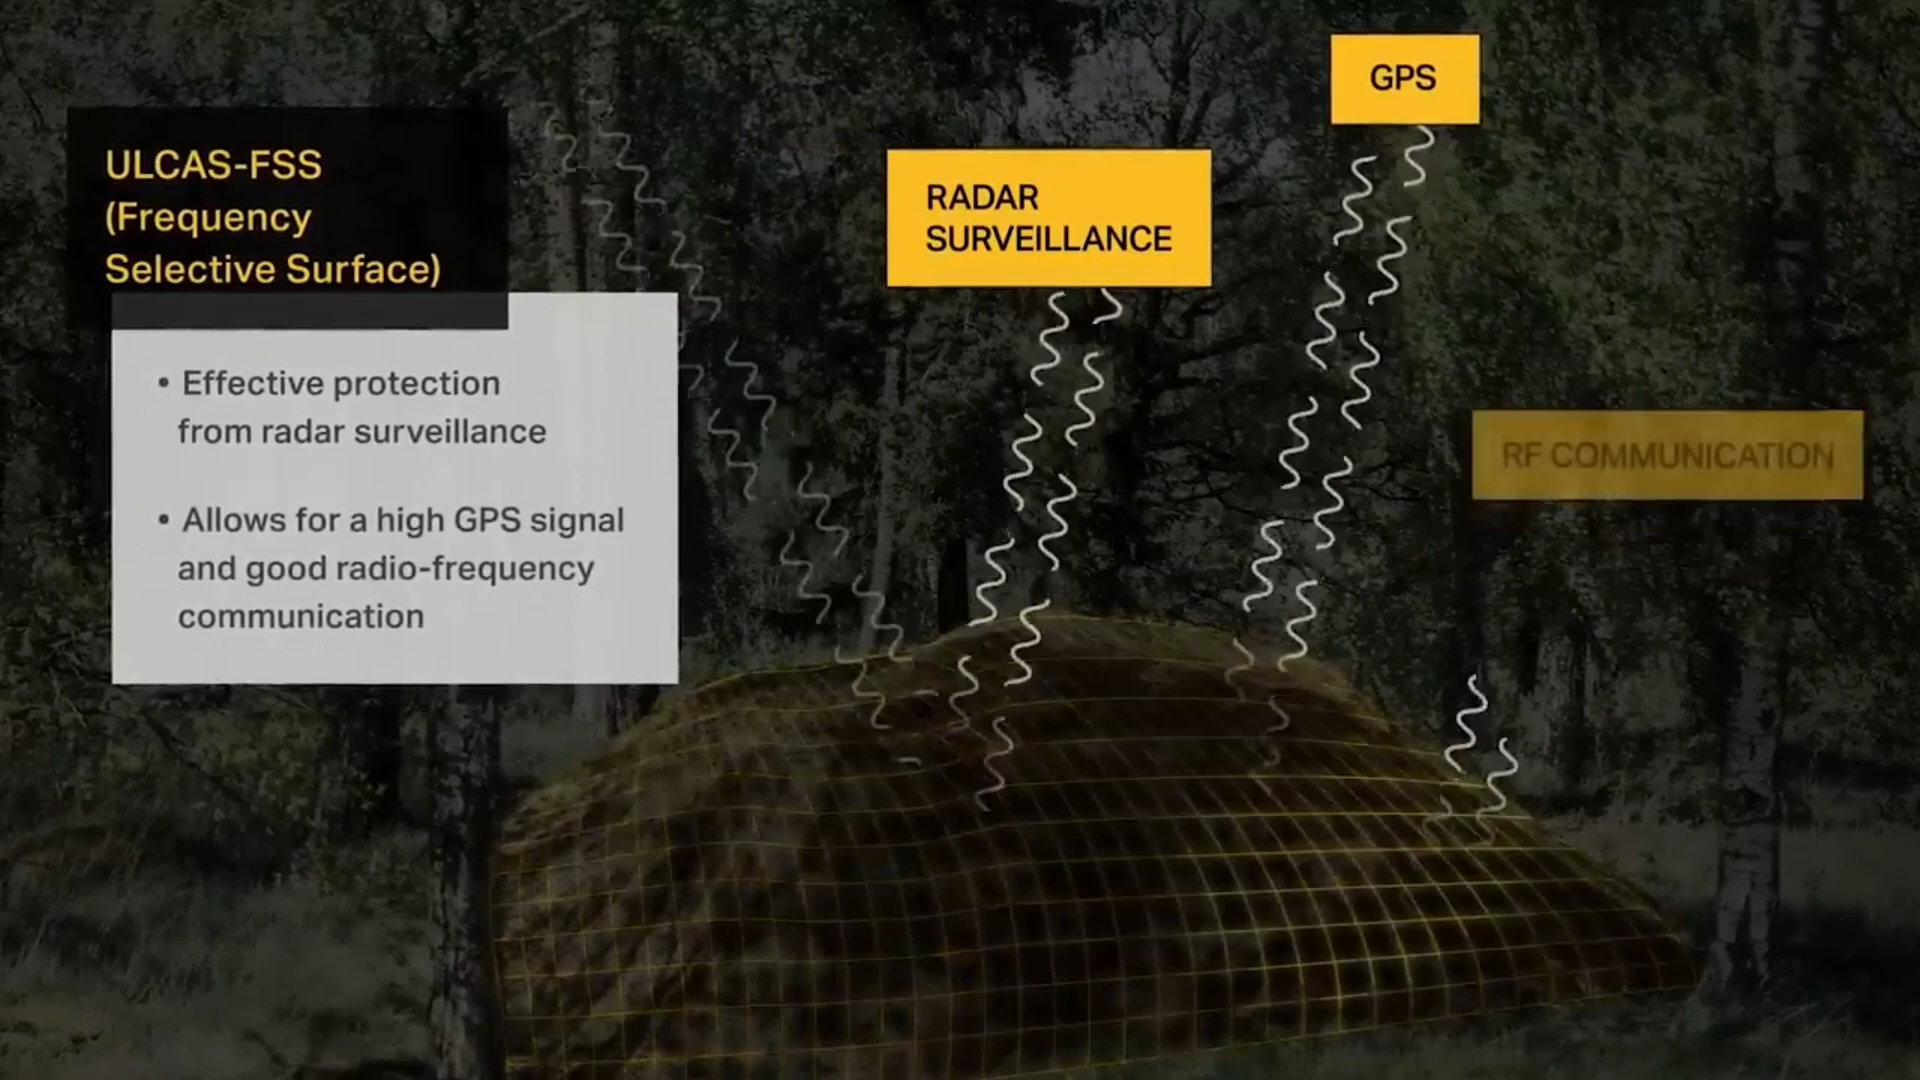 ULCAS-FSS
(Frequency
Selective Surface)
• Effective protection
from radar surveillance
• Allows for a high GPS signal
and good radio-frequency
communication
RADAR
SURVEILLANCE
GPS
RF COMMUNICATION